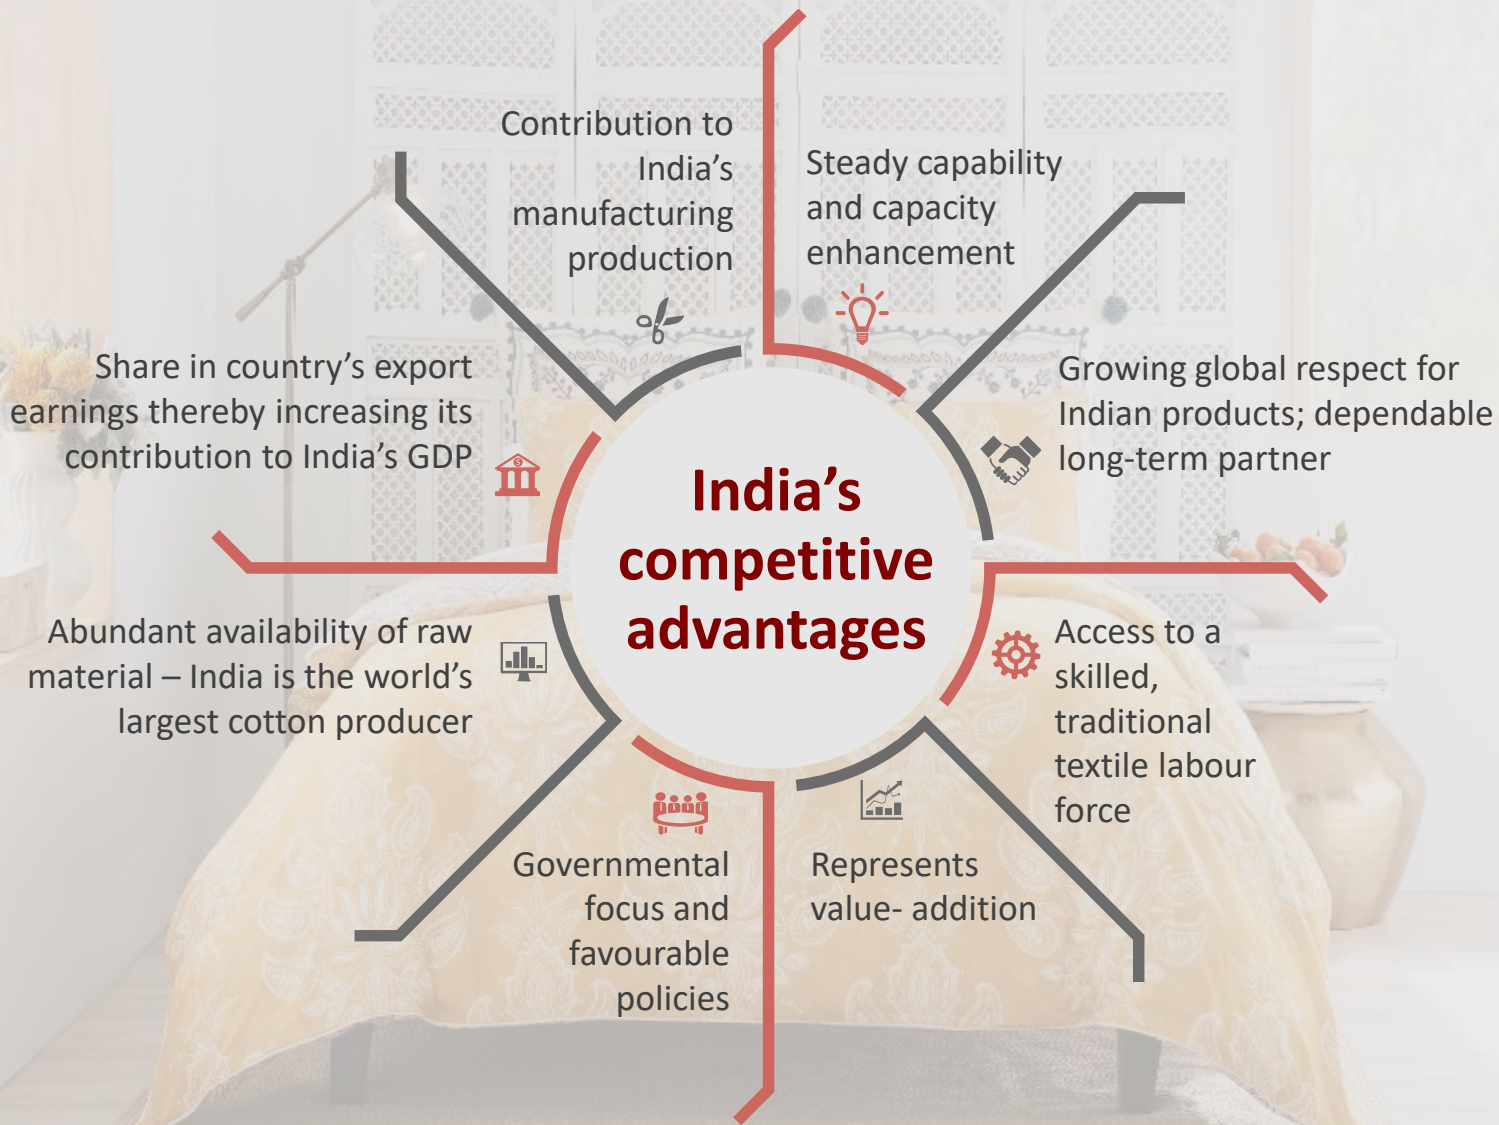 Contribution to
India’s
manufacturing
production
Steady capability
and capacity
enhancement
Share in country’s export
earnings thereby increasing its
contribution to India’s GDP
Growing global respect for
Indian products; dependable
long-term partner
India’s
competitive
advantages
Abundant availability of raw
material – India is the world’s
largest cotton producer
Access to a
skilled,
traditional
textile labour
force
Governmental
focus and
favourable
policies
Represents
value- addition